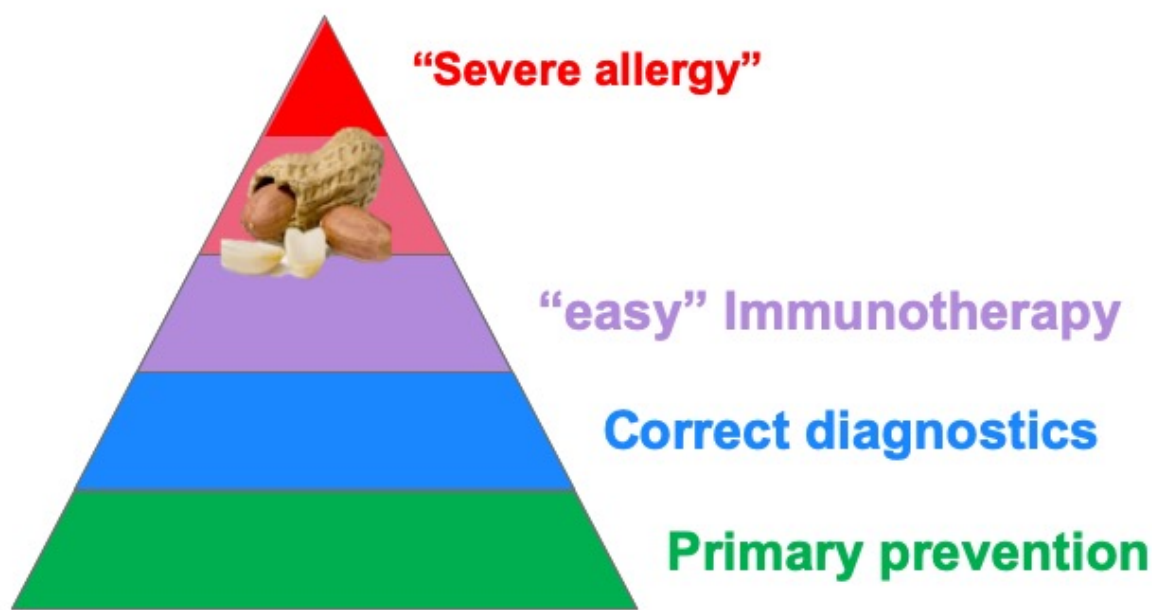 “Severe allergy”
“easy” Immunotherapy
Correct diagnostics
Primary prevention